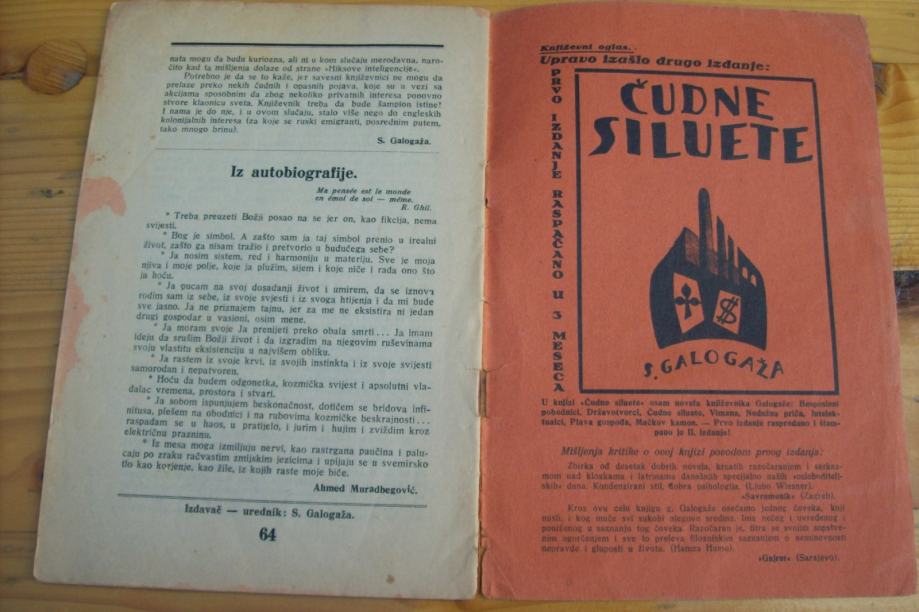 nata mogu da budu kuriozna, ali ni u kom slučaju merodavna, naro-
čito kad ta mišljenja dolaze od strane »Hiksove inteligencije«.
Potrebno je da se to kaže, jer savesni književnici ne mogu da
prelaze preko nekih čudnih i opasnih pojava, koje su u vezi sa
akcijama sposobnim da zbog nekoliko privatnih interesa ponovno
stvore klaonicu sveta. Književnik treba da bude šampion istine!
I nama je do nje, i u ovom slučaju, stalo više nego do engleskih
kolonijalnih interesa (za koje se ruski emigranti, posrednim putem,
tako mnogo brinu).
S. Galogaža.
Iz autobiografije.
Ma pensée est le monde
en émoi de soi — même.
R. Ghil.
* Treba preuzeti Božji posao na se jer on, kao fikcija, nema
svijesti.
* Bog je simbol. A zašto sam ja taj simbol prenio u irealni
život, zašto ga nisam tražio i pretvorio u budućega sebe?
* Ja nosim sistem, red i harmoniju u materiju. Sve je moja
njiva i moje polje, koje ja plužim, sijem i koje niče i rada ono što
ja hoću.
* Ja pucam na svoj dosadanji život i umirem, da se iznova
rodim sam iz sebe, iz svoje svjesti i iz svoga htijenja i da mi bude
sve jasno. Ja ne priznajem tajnu, jer za me ne eksistira ni jedan
drugi gospodar u vasioni, osim mene.
* Ja moram svoje Ja prenijeti preko obala smrti... Ja imam
ideju da srušim Božji život i da izgradim na njegovim ruševinama
svoju vlastitu eksistenciju u najvišem obliku.
* Ja rastem iz svoje krvi, iz svojih instinkta i iz svoje svijesti
samorodan i nepatvoren.
* Hoću da budem odgonetka, kozmička svijest i apsolutni vla-
dalac vremena, prostora i stvari.
* Ja sobom ispunjujem beskonačnost, dotičem se bridova infi-
nitusa, plešem na obodnici i na rubovima kozmičke beskrajnosti...
raspadam se u haos, u pratijelo, i jurim i hujim i zviždim kroz
električnu prazninu.
* Iz mesa moga izmiljuju nervi, kao rastrgana paučina i palu-
caju po zraku račvastim zmijskim jezicima i upijaju se u svemirsko
tlo kao korjenje, kao žile, iz kojih raste moje biće.
Ahmed Muradbegović.
Izdavač — urednik: S. Galogaža.
64
Književni oglas.
Upravo izašlo drugo izdanje:
PRVO IZDANJE RASPAČANO U 3 MESECA
ČUDNE
SILUETE
$
S. GALOGAŽA
U knjizi »Čudne siluete« osam novela književnika Galogaže: Besposleni
pobednici, Državotvorci, Čudne siluete, Vimana, Nedužna priča, Intelek-
tualci, Plava gospođa, Mačkov kamen. — Prvo izdanje raspredano i štam-
pano je II. izdanje!
Mišljenja kritike o ovoj knjizi povodom prvog izdanja:
Zbirka od desetak dobrih novela, krcatih razočaranjem i sarkaz-
mom nad kloakama i latrinama današnjih specijalno naših »osloboditelj-
skih« dana. Kondenzirani stil, dobra psihologija. (Ljubo Wiesner).
»Savremenik« (Zagreb).
Kroz ovu celu knjigu g. Galogaže osećamo jednog čoveka, koji
misli, i kog muče svi sukobi njegove sredine. Ima nečeg i uvređenog i
poniženog u saznanju tog čoveka. Razočaran je, titra se svojim sopstve-
nim ogorčenjem i sve to preleva filozofskim saznanjem o neminovnosti
nepravde i gluposti u životu. (Hamza Humo).
»Gajret« (Sarajevo).